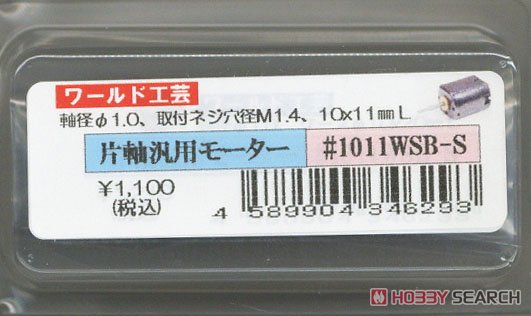 ワールド工芸
軸径φ1.0、取付ネジ穴径M1.4、10x11mmL
片軸汎用モーター #1011WSB-S
¥1,100
(税込)
4 589904 346293
HOBBY SEARCH